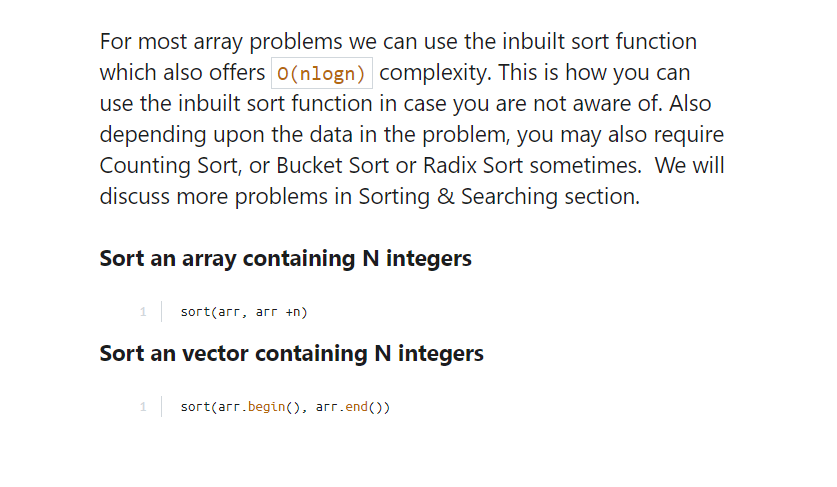 For most array problems we can use the inbuilt sort function
which also offers O(nlogn) complexity. This is how you can
use the inbuilt sort function in case you are not aware of. Also
depending upon the data in the problem, you may also require
Counting Sort, or Bucket Sort or Radix Sort sometimes.  We will
discuss more problems in Sorting & Searching section.
Sort an array containing N integers
1 sort(arr, arr +n)
Sort an vector containing N integers
1 sort(arr.begin(), arr.end())